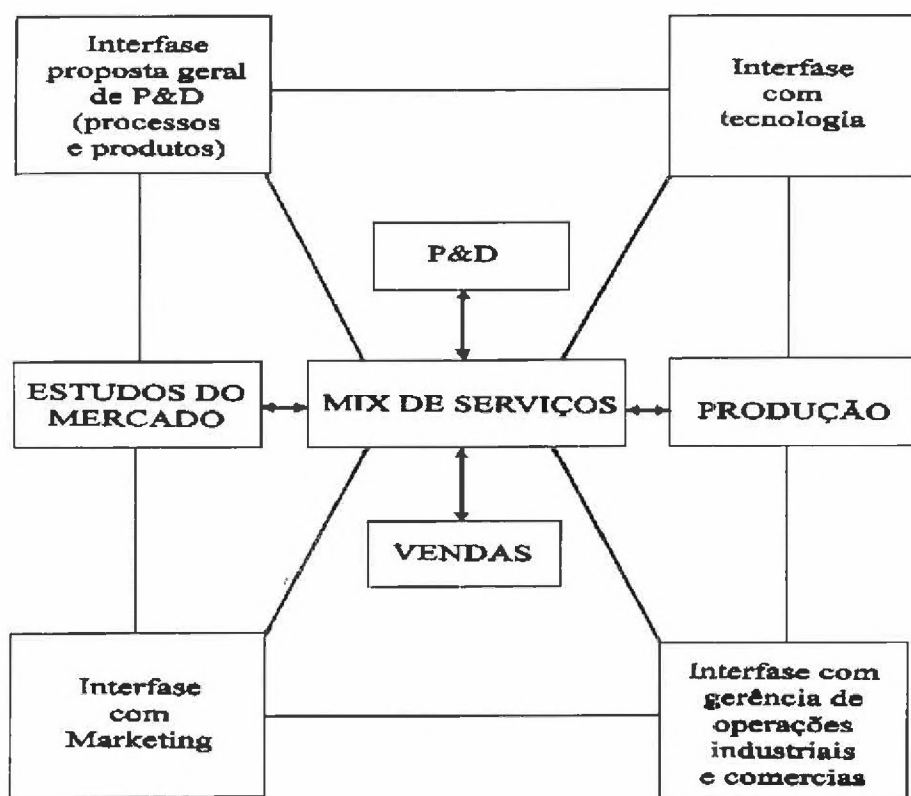 Interfase
proposta geral
de P&D
(processos
e produtos)
Interfase
com
tecnologia
P&D
ESTUDOS DO
MERCADO
MIX DE SERVIÇOS
PRODUÇÃO
VENDAS
Interfase
com
Marketing
Interfase com
gerência de
operações
industriais
e comercias